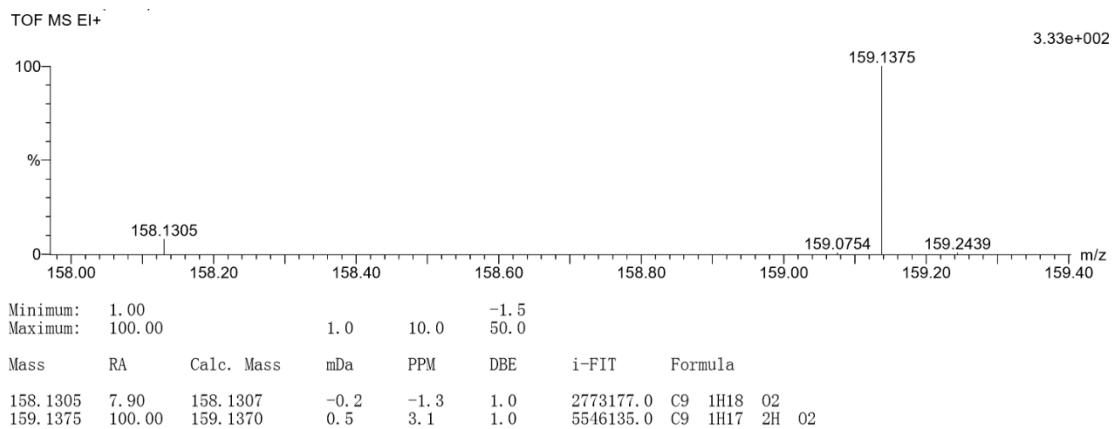 TOF MS EI+
3.33e+002
100
159.1375
%
158.1305
159.0754 159.2439
0
m/z
158.00 158.20 158.40 158.60 158.80 159.00 159.20 159.40
Minimum: 1.00 -1.5
Maximum: 100.00 1.0 10.0 50.0
Mass RA Calc. Mass mDa PPM DBE i-FIT Formula
158.1305 7.90 158.1307 -0.2 -1.3 1.0 2773177.0 C9 1H18 O2
159.1375 100.00 159.1370 0.5 3.1 1.0 5546135.0 C9 1H17 2H O2